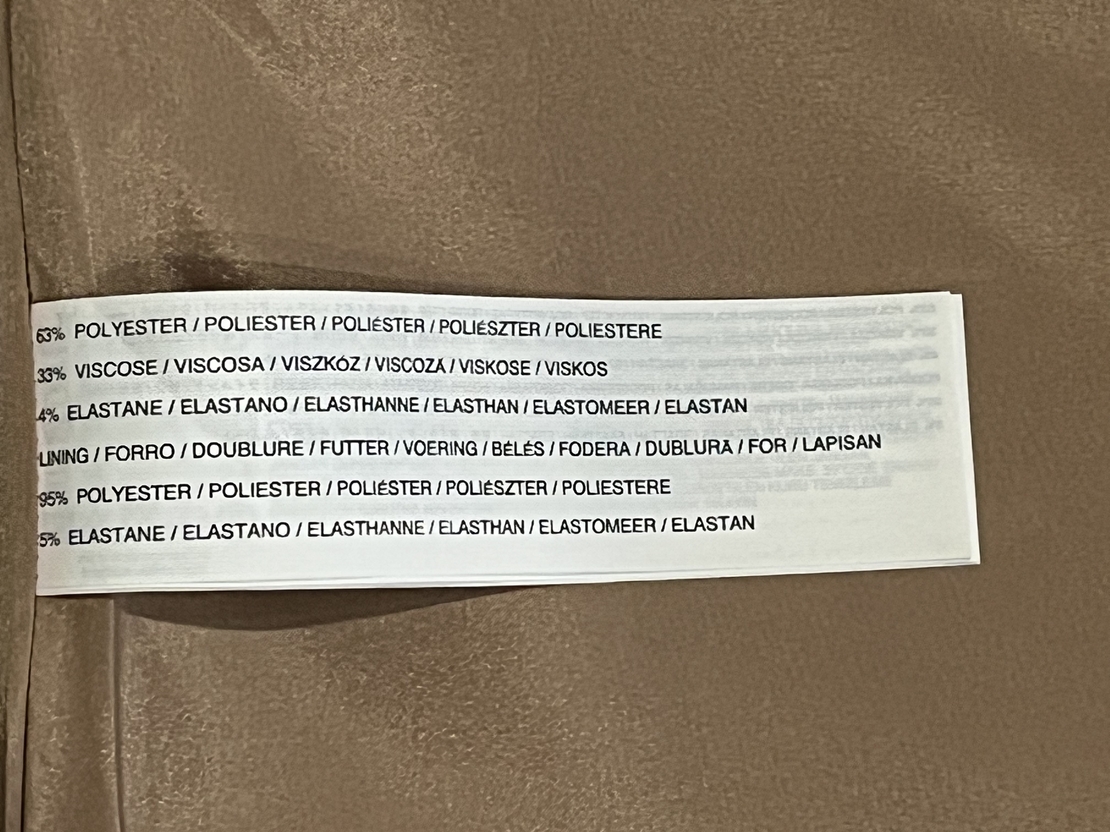 63% POLYESTER / POLIESTER / POLIÉSTER / POLIÉSZTER / POLIESTERE
33% VISCOSE / VISCOSA / VISZKÓZ / VISCOZĂ / VISKOSE / VISKOS
4% ELASTANE / ELASTANO / ELASTHANNE / ELASTHAN / ELASTOMEER / ELASTAN
LINING / FORRO / DOUBLURE / FUTTER / VOERING / BÉLÉS / FODERA / DUBLURĂ / FOR / LAPISAN
95% POLYESTER / POLIESTER / POLIÉSTER / POLIÉSZTER / POLIESTERE
5% ELASTANE / ELASTANO / ELASTHANNE / ELASTHAN / ELASTOMEER / ELASTAN